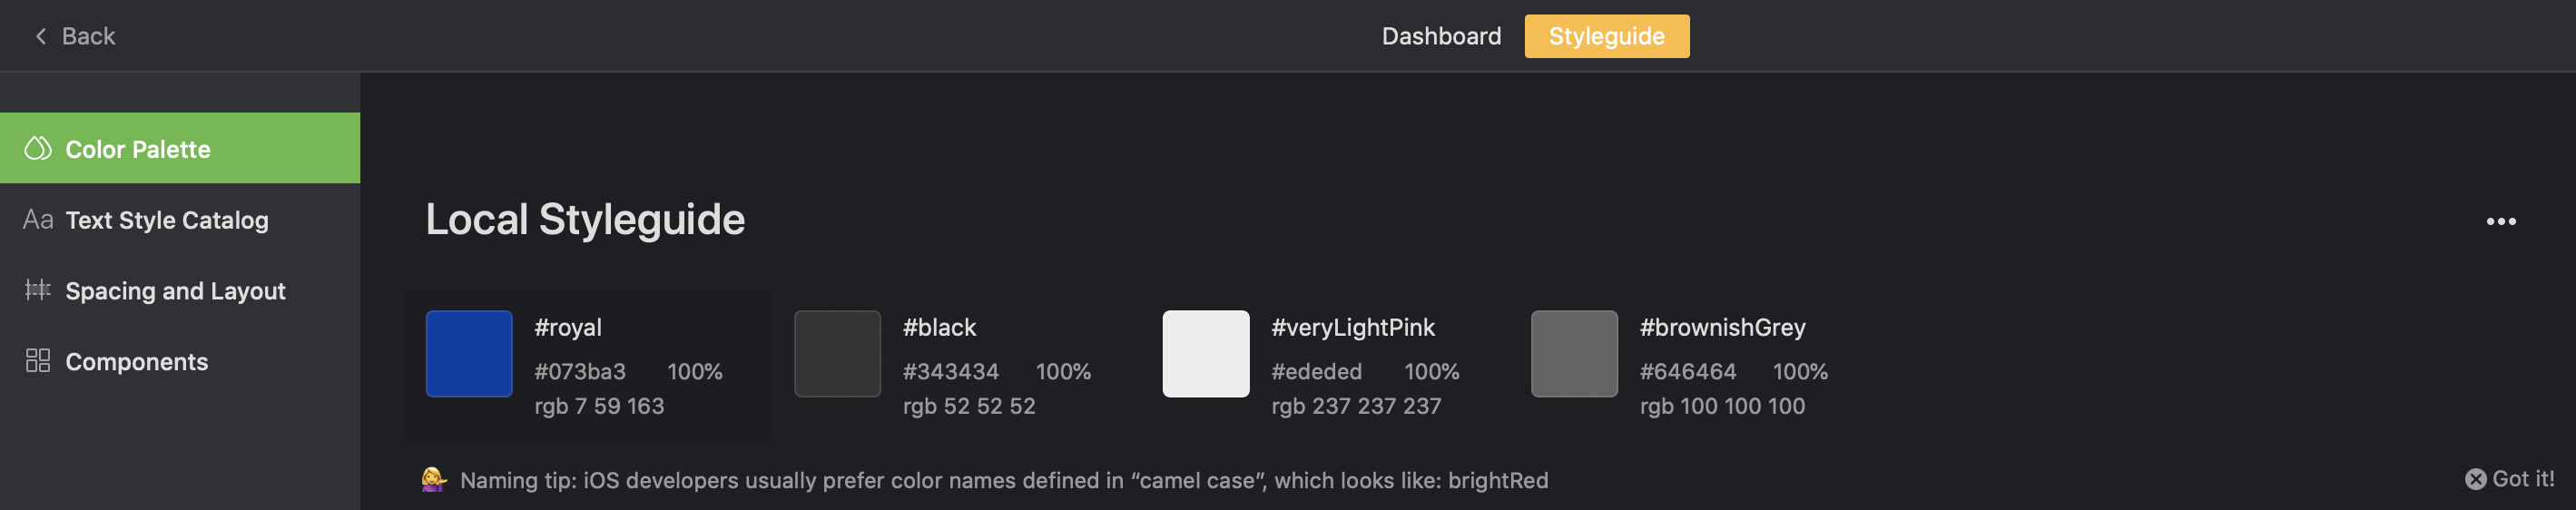 Back
Dashboard
Styleguide
Color Palette
Aa Text Style Catalog
Spacing and Layout
Components
Local Styleguide
#royal
#073ba3 100%
rgb 7 59 163
#black
#343434 100%
rgb 52 52 52
#veryLightPink
#ededed 100%
rgb 237 237 237
#brownishGrey
#646464 100%
rgb 100 100 100
Naming tip: iOS developers usually prefer color names defined in “camel case”, which looks like: brightRed
Got it!